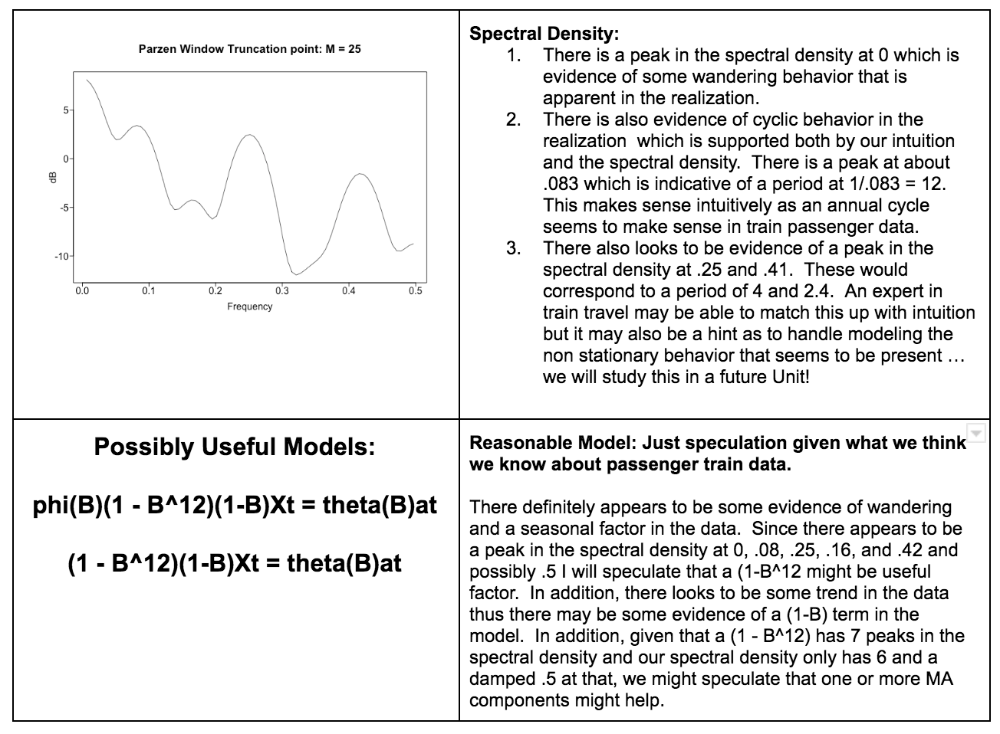 Parzen Window Truncation point: M = 25
5
0
-5
-10
dB
0.0 0.1 0.2 0.3 0.4 0.5
Frequency
Spectral Density:
1. There is a peak in the spectral density at 0 which is
evidence of some wandering behavior that is
apparent in the realization.
2. There is also evidence of cyclic behavior in the
realization which is supported both by our intuition
and the spectral density. There is a peak at about
.083 which is indicative of a period at 1/.083 = 12.
This makes sense intuitively as an annual cycle
seems to make sense in train passenger data.
3. There also looks to be evidence of a peak in the
spectral density at .25 and .41. These would
correspond to a period of 4 and 2.4. An expert in
train travel may be able to match this up with intuition
but it may also be a hint as to handle modeling the
non stationary behavior that seems to be present …
we will study this in a future Unit!
Possibly Useful Models:
phi(B)(1 - B^12)(1-B)Xt = theta(B)at
(1 - B^12)(1-B)Xt = theta(B)at
Reasonable Model: Just speculation given what we think
we know about passenger train data.
There definitely appears to be some evidence of wandering
and a seasonal factor in the data. Since there appears to be
a peak in the spectral density at 0, .08, .25, .16, and .42 and
possibly .5 I will speculate that a (1-B^12 might be useful
factor. In addition, there looks to be some trend in the data
thus there may be some evidence of a (1-B) term in the
model. In addition, given that a (1 - B^12) has 7 peaks in the
spectral density and our spectral density only has 6 and a
damped .5 at that, we might speculate that one or more MA
components might help.